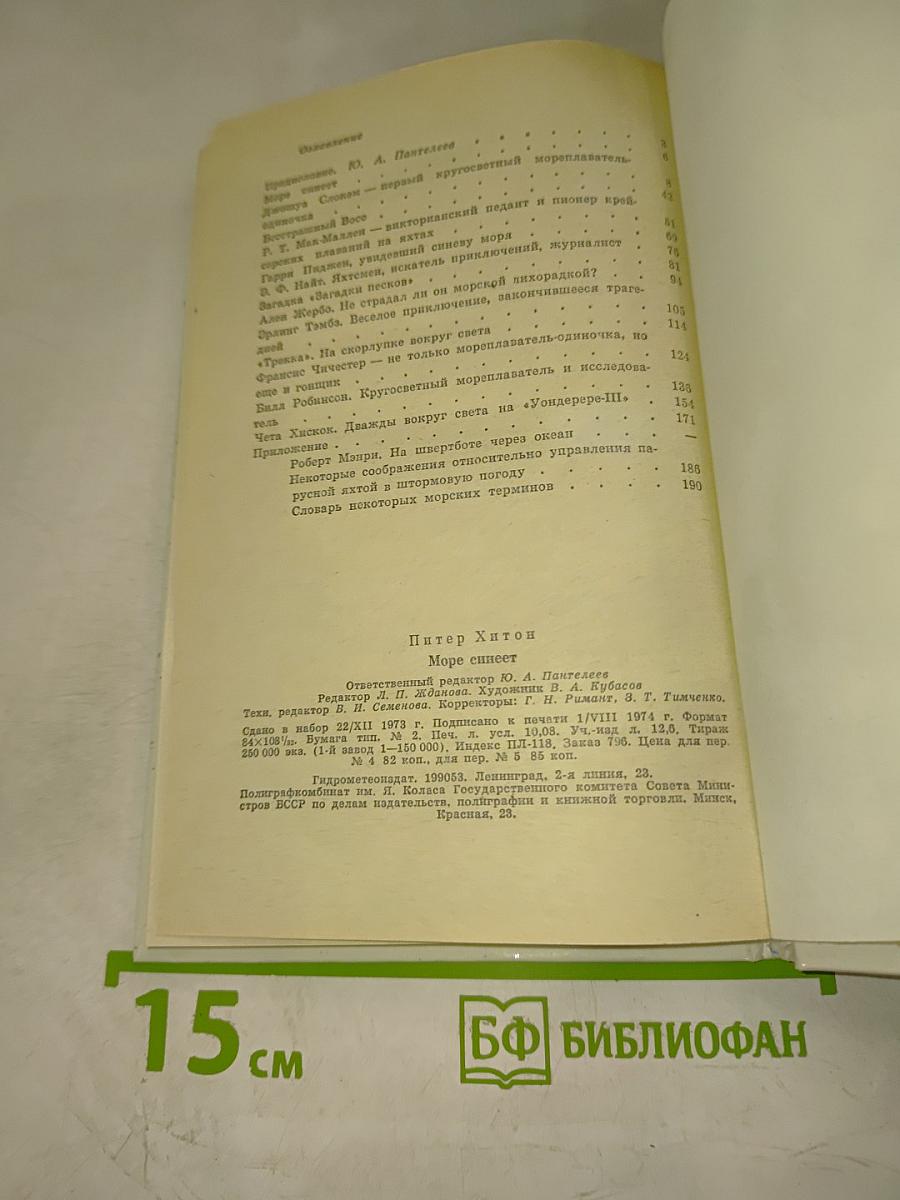 Оглавление
Предисловие. Ю. А. Пантелеев . . . . . . . 3
Море синеет . . . . . . . . . . 6
Джошуа Слокам — первый кругосветный мореплаватель-
одиночка . . . . . . . . . . 8
Бесстрашный Восс . . . . . . . . . 42
Р. Т. Мак-Маллен — викторианский педант и пионер крей-
серских плаваний на яхтах . . . . . . 61
Гарри Пиджен, увидевший синеву моря . . . . 69
Э. Ф. Найт. Яхтсмен, искатель приключений, журналист . 76
Загадка «Загадки песков» . . . . . . . 81
Ален Жербо. Не страдал ли он морской лихорадкой? . . 94
Эрлинг Тэмбз. Веселое приключение, закончившееся траге-
дией . . . . . . . . . . . 105
«Трекка». На скорлупке вокруг света . . . . . 114
Франсис Чичестер — не только мореплаватель-одиночка, но
еще и гонщик . . . . . . . . . 124
Билл Робинсон. Кругосветный мореплаватель и исследова-
тель . . . . . . . . . . . 138
Чета Хискок. Дважды вокруг света на «Уондерере-III» . 154
Приложение . . . . . . . . . . . 171
Роберт Мэнри. На швертботе через океан . . . —
Некоторые соображения относительно управления па-
русной яхтой в штормовую погоду . . . . 186
Словарь некоторых морских терминов . . . . 190
Питер Хитон
Море синеет
Ответственный редактор Ю. А. Пантелеев
Редактор Л. П. Жданова. Художник В. А. Кубасов
Техн. редактор В. И. Семенова. Корректоры: Г. Н. Римант, З. Т. Тимченко.
Сдано в набор 22/XII 1973 г. Подписано к печати 1/VIII 1974 г. Формат
84×108 1/32. Бумага тип. № 2. Печ. л. усл. 10,08. Уч.-изд л. 12,6. Тираж
250 000 экз. (1-й завод 1—150 000). Индекс ПЛ-118. Заказ 796. Цена для пер.
№ 4 82 коп., для пер. № 5 85 коп.
Гидрометеоиздат. 199053. Ленинград, 2-я линия, 23.
Полиграфкомбинат им. Я. Коласа Государственного комитета Совета Мини-
стров БССР по делам издательств, полиграфии и книжной торговли. Минск,
Красная, 23.
15 см
БФ БИБЛИОФАН